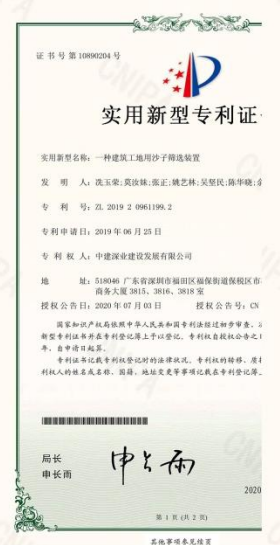 证书号第10890204号
实用新型专利证
实用新型名称：一种建筑工地用沙子筛选装置
发 明 人：冼玉荣;莫汝妹;张正;姚艺林;吴坚民;陈华晓;
专 利 号：ZL 2019 2 0961199.2
专利申请日：2019年06月25日
专 利 权 人：中建深业建设发展有限公司
地 址：518046 广东省深圳市福田区福保街道保税区市
商务大厦 3815、3816、3818室
授权公告日：2020年07月03日 授权公告号：CN
国家知识产权局依照中华人民共和国专利法经过初步审查，
新型专利证书并在专利登记簿上予以登记。专利权自授权公告之
年，自申请日起算。
专利证书记载专利权登记时的法律状况。专利权的转移、质
利权人的姓名或名称、国籍、地址变更等事项记载在专利登记簿
局长
申长雨
申长雨
2020
第 1 页 (共 2 页)
其他事项参见续页